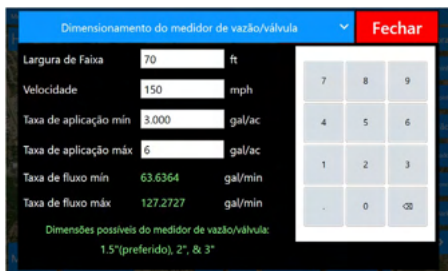 Dimensionamento do medidor de vazão/válvula
Fechar
Largura de Faixa 70 ft
Velocidade 150 mph
Taxa de aplicação mín 3.000 gal/ac
Taxa de aplicação máx 6 gal/ac
Taxa de fluxo mín 63.6364 gal/min
Taxa de fluxo máx 127.2727 gal/min
Dimensões possíveis do medidor de vazão/válvula:
1.5"(preferido), 2", & 3"
7 8 9
4 5 6
1 2 3
. 0